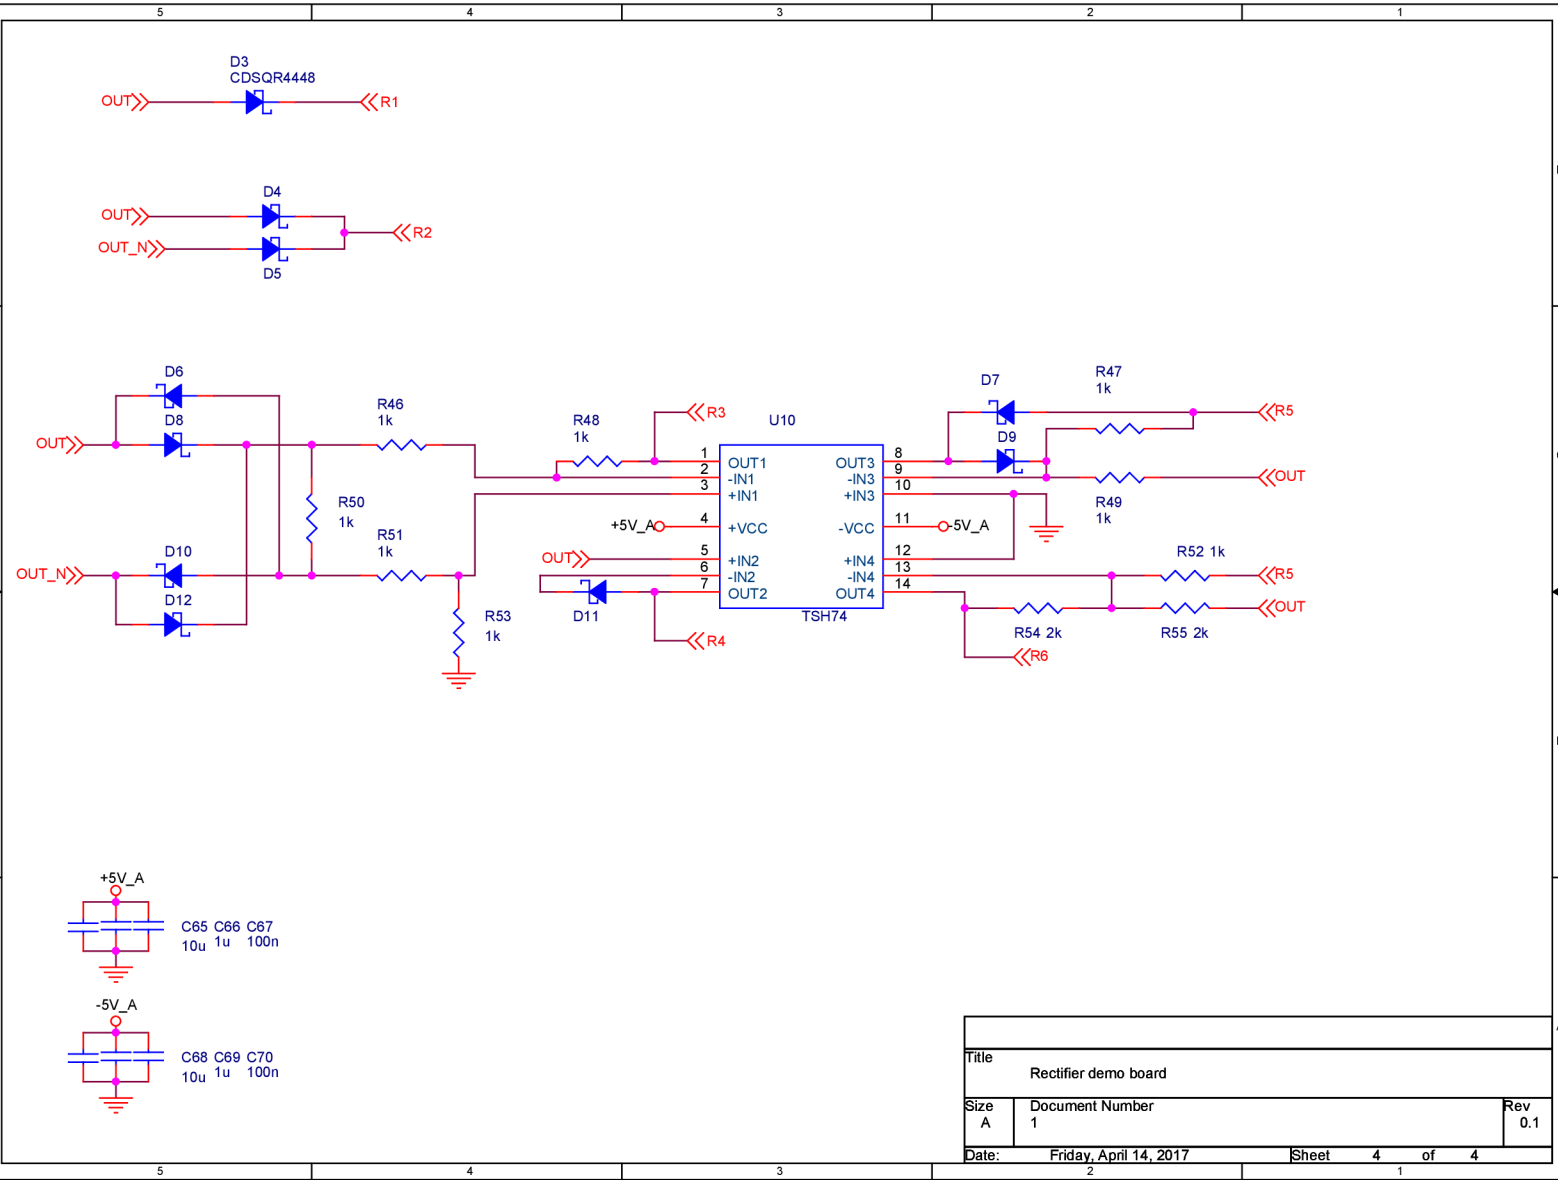 5 4 3 2 1
D3
CDSQR4448
OUT R1
D4
OUT
R2
OUT_N
D5
D6
D8
OUT
R46
1k
R50
1k
R51
1k
D10
OUT_N
D12
R53
1k
R48
1k
R3
U10
1 OUT1
2 -IN1
3 +IN1
+5V_A 4 +VCC
OUT 5 +IN2
6 -IN2
7 OUT2
D11
R4
TSH74
OUT3 8
-IN3 9
+IN3 10
-VCC 11 -5V_A
+IN4 12
-IN4 13
OUT4 14
D7
D9
R47
1k
R5
OUT
R49
1k
R52 1k
R5
OUT
R54 2k
R55 2k
R6
+5V_A
C65 C66 C67
10u 1u 100n
-5V_A
C68 C69 C70
10u 1u 100n
Title
Rectifier demo board
Size Document Number Rev
A 1 0.1
Date: Friday, April 14, 2017 Sheet 4 of 4
5 4 3 2 1